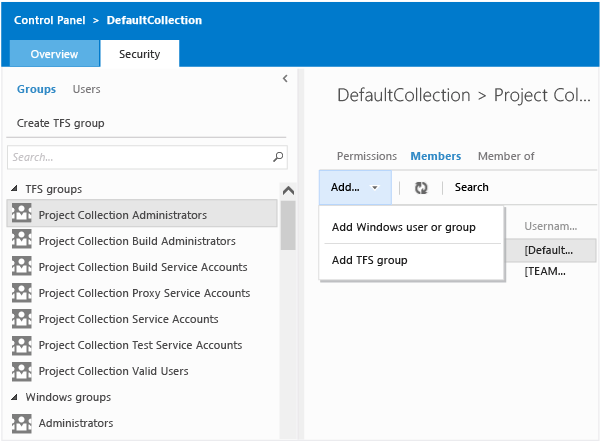 Control Panel > DefaultCollection
Overview
Security
Groups
Users
Create TFS group
Search...
TFS groups
Project Collection Administrators
Project Collection Build Administrators
Project Collection Build Service Accounts
Project Collection Proxy Service Accounts
Project Collection Service Accounts
Project Collection Test Service Accounts
Project Collection Valid Users
Windows groups
Administrators
DefaultCollection > Project Col...
Permissions
Members
Member of
Add...
Search
Add Windows user or group
Add TFS group
Usernam...
[Default...
[TEAM...